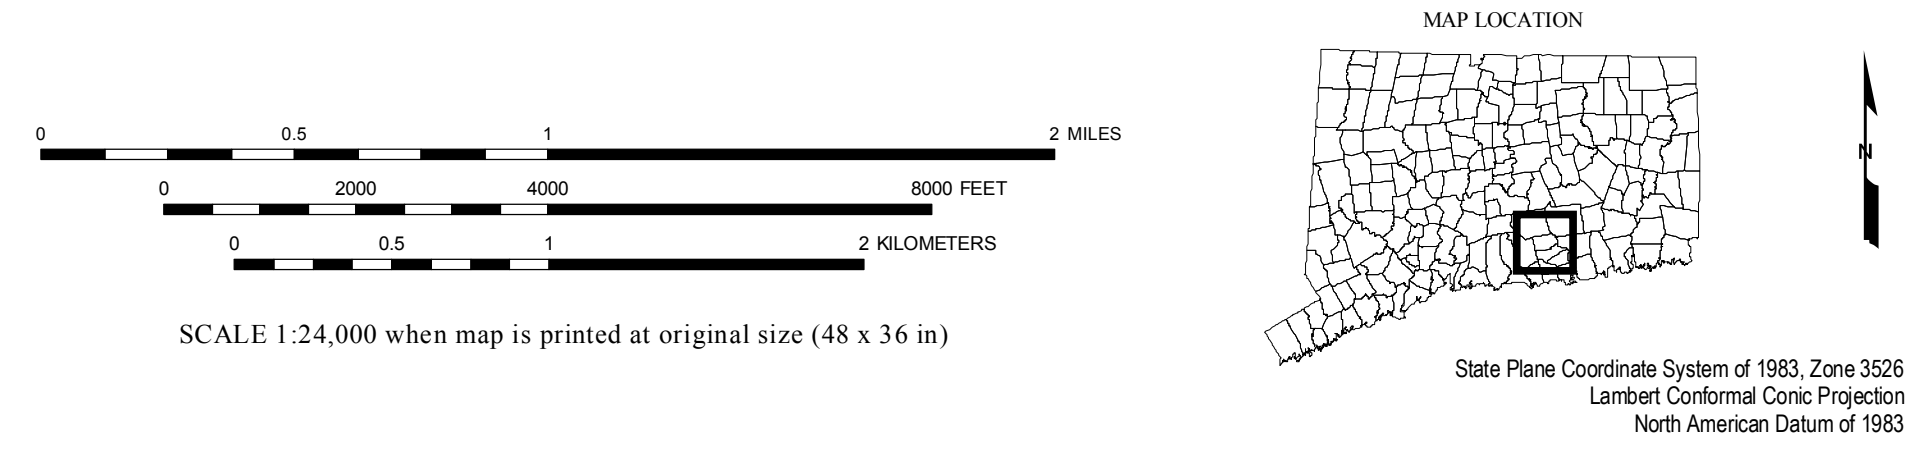 MAP LOCATION
0 0.5 1 2 MILES
0 2000 4000 8000 FEET
0 0.5 1 2 KILOMETERS
SCALE 1:24,000 when map is printed at original size (48 x 36 in)
N
State Plane Coordinate System of 1983, Zone 3526
Lambert Conformal Conic Projection
North American Datum of 1983